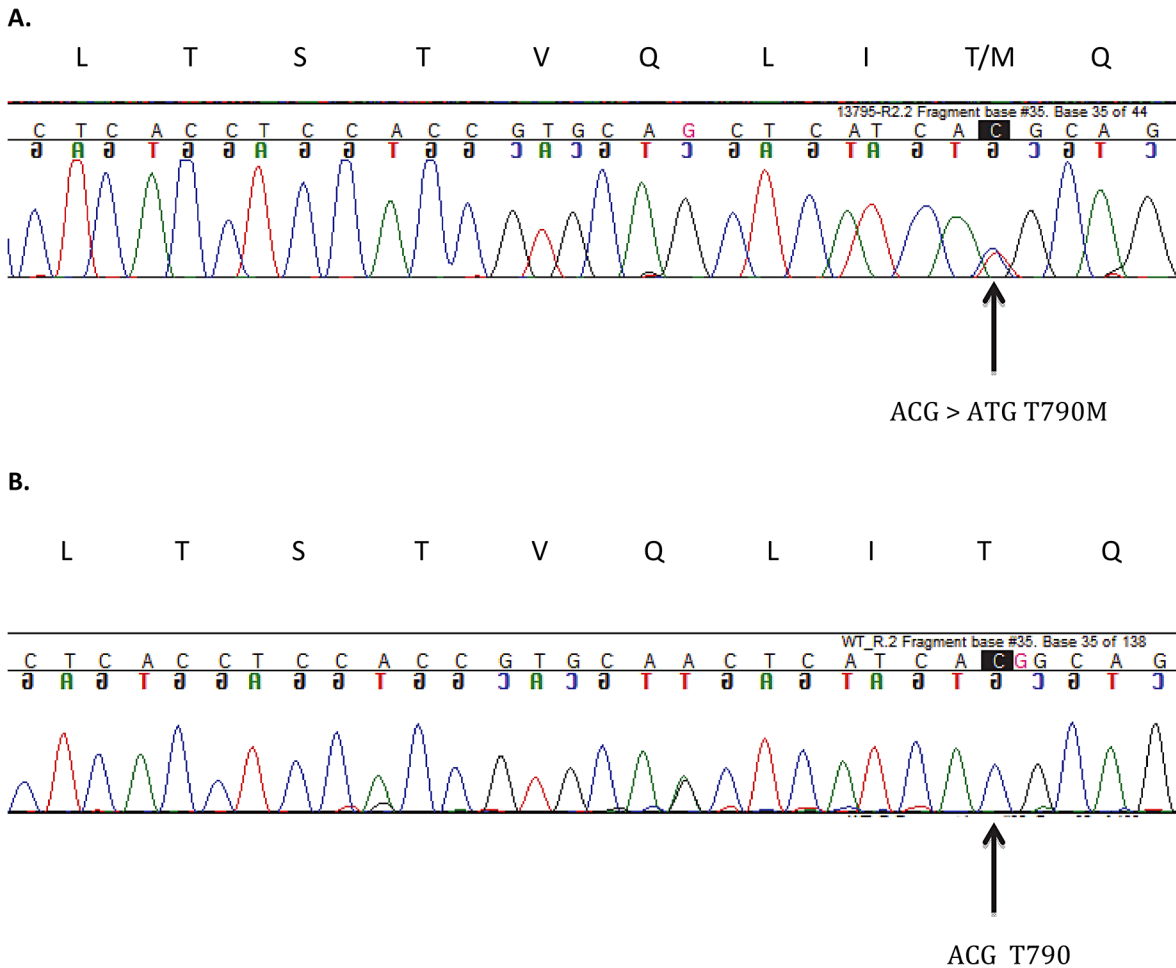 A.
L T S T V Q L I T/M Q
13795-R2.2 Fragment base #35. Base 35 of 44
C T C A C C T C C A C C G T G C A G C T C A T C A C G C A G
G A G T G G A G G T G G C A C G T C G A G T A G T G C G T C
ACG > ATG T790M
B.
L T S T V Q L I T Q
WT_R.2 Fragment base #35. Base 35 of 138
C T C A C C T C C A C C G T G C A A C T C A T C A C G G C A G
G A G T G G A G G T G G C A C G T T G A G T A G T G C G T C
ACG T790